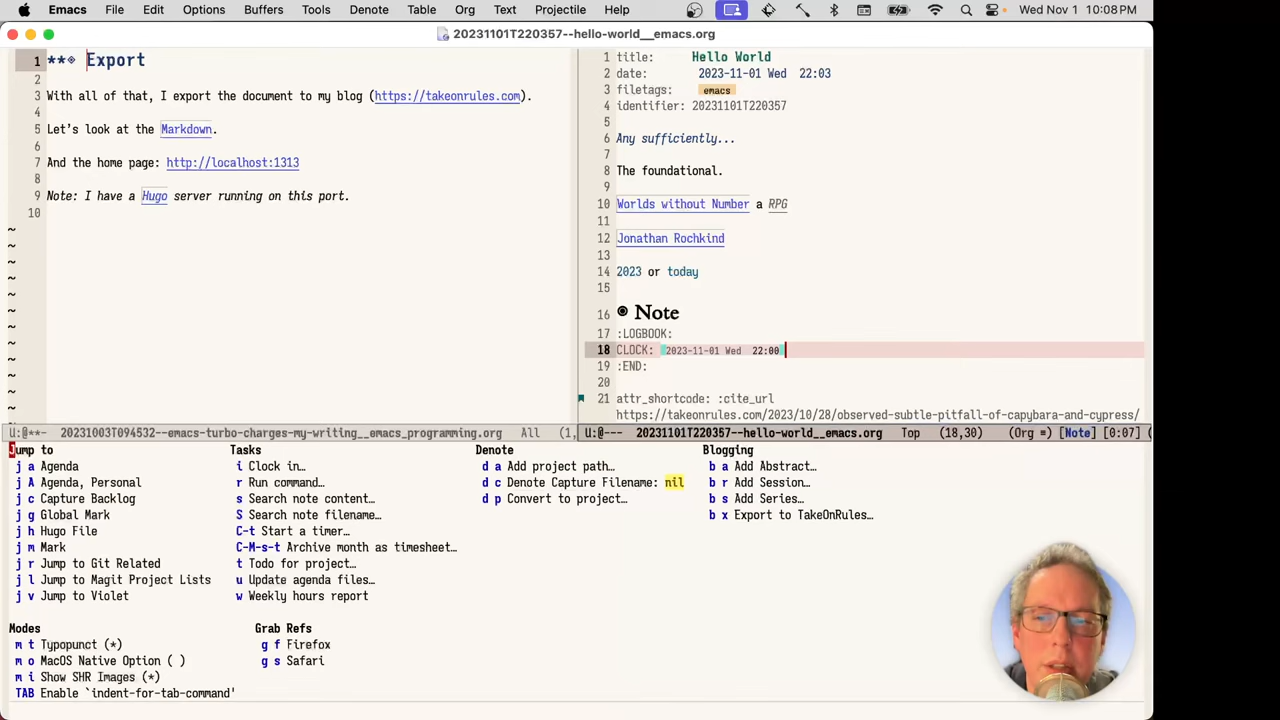 Emacs File Edit Options Buffers Tools Denote Table Org Text Projectile Help Wed Nov 1 10:08 PM
20231101T220357--hello-world__emacs.org
1 **◈ Export
2
3 With all of that, I export the document to my blog (https://takeonrules.com).
4
5 Let's look at the Markdown.
6
7 And the home page: http://localhost:1313
8
9 Note: I have a Hugo server running on this port.
10
~
~
~
~
~
~
~
~
~
~
~
~
1 title: Hello World
2 date: 2023-11-01 Wed 22:03
3 filetags: emacs
4 identifier: 20231101T220357
5
6 Any sufficiently...
7
8 The foundational.
9
10 Worlds without Number a RPG
11
12 Jonathan Rochkind
13
14 2023 or today
15
16 ◉ Note
17 :LOGBOOK:
18 CLOCK: 2023-11-01 Wed 22:00
19 :END:
20
21 attr_shortcode: :cite_url
https://takeonrules.com/2023/10/28/observed-subtle-pitfall-of-capybara-and-cypress/
U:@**- 20231003T094532--emacs-turbo-charges-my-writing__emacs_programming.org All (1,
U:@--- 20231101T220357--hello-world__emacs.org Top (18,30) (Org ≡) [Note] [0:07] (
Jump to
j a Agenda
j A Agenda, Personal
j c Capture Backlog
j g Global Mark
j h Hugo File
j m Mark
j r Jump to Git Related
j l Jump to Magit Project Lists
j v Jump to Violet
Tasks
i Clock in…
r Run command…
s Search note content…
S Search note filename…
C-t Start a timer…
C-M-s-t Archive month as timesheet…
t Todo for project…
u Update agenda files…
w Weekly hours report
Denote
d a Add project path…
d c Denote Capture Filename: nil
d p Convert to project…
Blogging
b a Add Abstract…
b r Add Session…
b s Add Series…
b x Export to TakeOnRules…
Modes
m t Typopunct (*)
m o MacOS Native Option ( )
m i Show SHR Images (*)
TAB Enable `indent-for-tab-command'
Grab Refs
g f Firefox
g s Safari